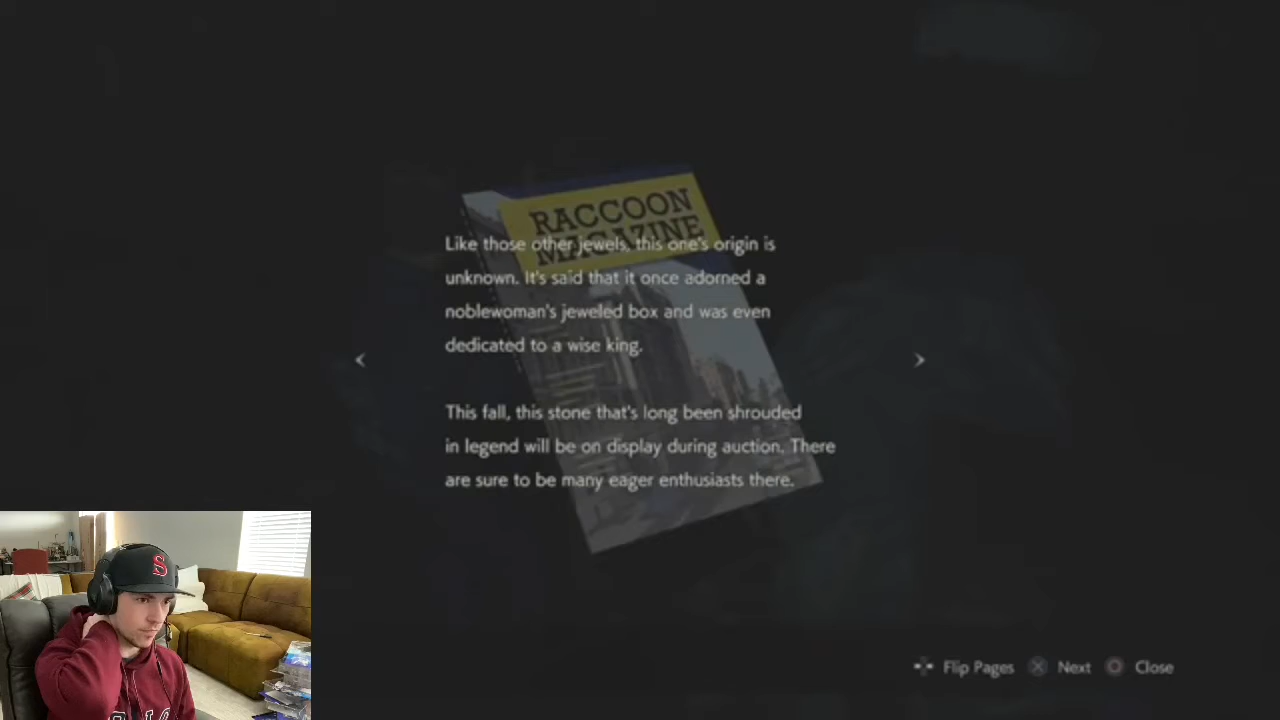 RACCOON
MAGAZINE
Like those other jewels, this one's origin is
unknown. It's said that it once adorned a
noblewoman's jeweled box and was even
dedicated to a wise king.
This fall, this stone that's long been shrouded
in legend will be on display during auction. There
are sure to be many eager enthusiasts there.
S
Flip Pages Next Close